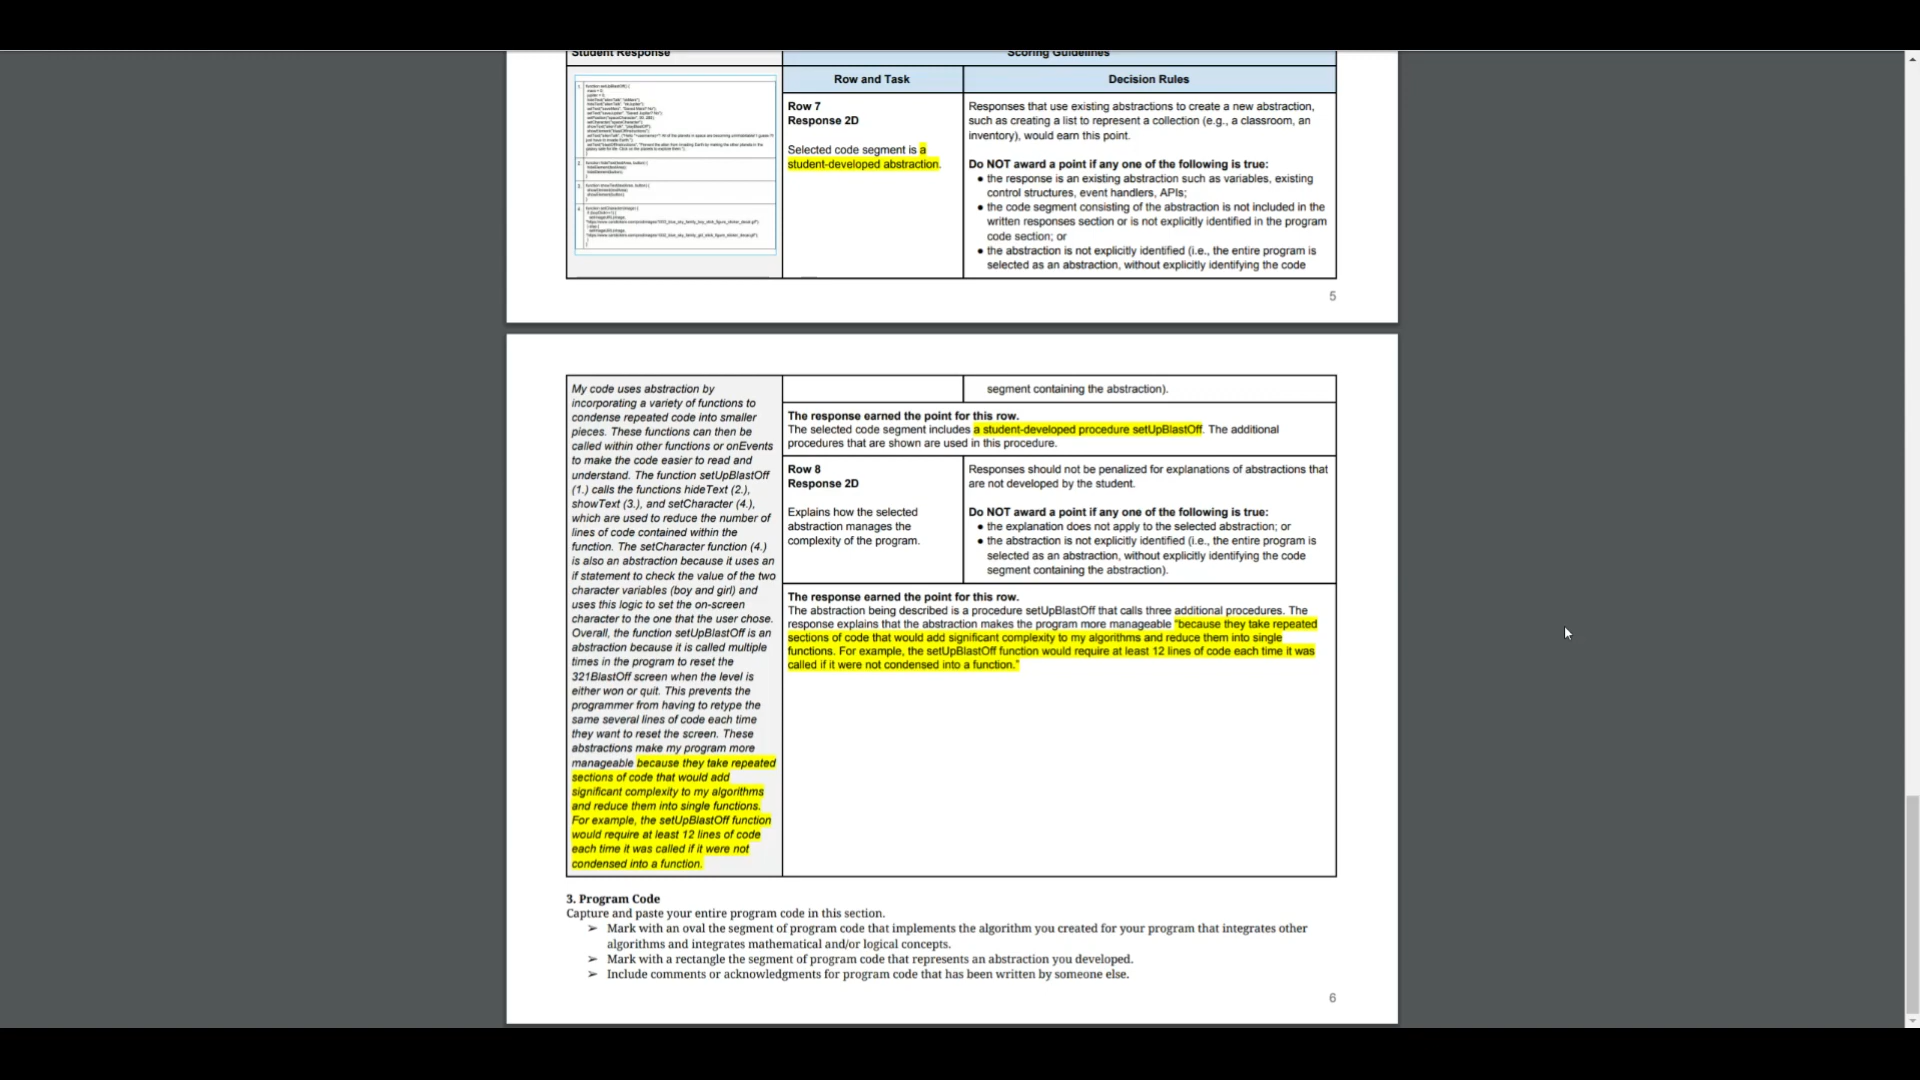 Student Response
Scoring Guidelines
Row and Task
Decision Rules
Row 7
Response 2D
Selected code segment is a
student-developed abstraction.
Responses that use existing abstractions to create a new abstraction,
such as creating a list to represent a collection (e.g., a classroom, an
inventory), would earn this point.
Do NOT award a point if any one of the following is true:
● the response is an existing abstraction such as variables, existing
control structures, event handlers, APIs;
● the code segment consisting of the abstraction is not included in the
written responses section or is not explicitly identified in the program
code section; or
● the abstraction is not explicitly identified (i.e., the entire program is
selected as an abstraction, without explicitly identifying the code
5
My code uses abstraction by
incorporating a variety of functions to
condense repeated code into smaller
pieces. These functions can then be
called within other functions or onEvents
to make the code easier to read and
understand. The function setUpBlastOff
(1.) calls the functions hideText (2.),
showText (3.), and setCharacter (4.),
which are used to reduce the number of
lines of code contained within the
function. The setCharacter function (4.)
is also an abstraction because it uses an
if statement to check the value of the two
character variables (boy and girl) and
uses this logic to set the on-screen
character to the one that the user chose.
Overall, the function setUpBlastOff is an
abstraction because it is called multiple
times in the program to reset the
321BlastOff screen when the level is
either won or quit. This prevents the
programmer from having to retype the
same several lines of code each time
they want to reset the screen. These
abstractions make my program more
manageable because they take repeated
sections of code that would add
significant complexity to my algorithms
and reduce them into single functions.
For example, the setUpBlastOff function
would require at least 12 lines of code
each time it was called if it were not
condensed into a function.
segment containing the abstraction).
The response earned the point for this row.
The selected code segment includes a student-developed procedure setUpBlastOff. The additional
procedures that are shown are used in this procedure.
Row 8
Response 2D
Explains how the selected
abstraction manages the
complexity of the program.
Responses should not be penalized for explanations of abstractions that
are not developed by the student.
Do NOT award a point if any one of the following is true:
● the explanation does not apply to the selected abstraction; or
● the abstraction is not explicitly identified (i.e., the entire program is
selected as an abstraction, without explicitly identifying the code
segment containing the abstraction).
The response earned the point for this row.
The abstraction being described is a procedure setUpBlastOff that calls three additional procedures. The
response explains that the abstraction makes the program more manageable "because they take repeated
sections of code that would add significant complexity to my algorithms and reduce them into single
functions. For example, the setUpBlastOff function would require at least 12 lines of code each time it was
called if it were not condensed into a function."
3. Program Code
Capture and paste your entire program code in this section.
➢ Mark with an oval the segment of program code that implements the algorithm you created for your program that integrates other
algorithms and integrates mathematical and/or logical concepts.
➢ Mark with a rectangle the segment of program code that represents an abstraction you developed.
➢ Include comments or acknowledgments for program code that has been written by someone else.
6